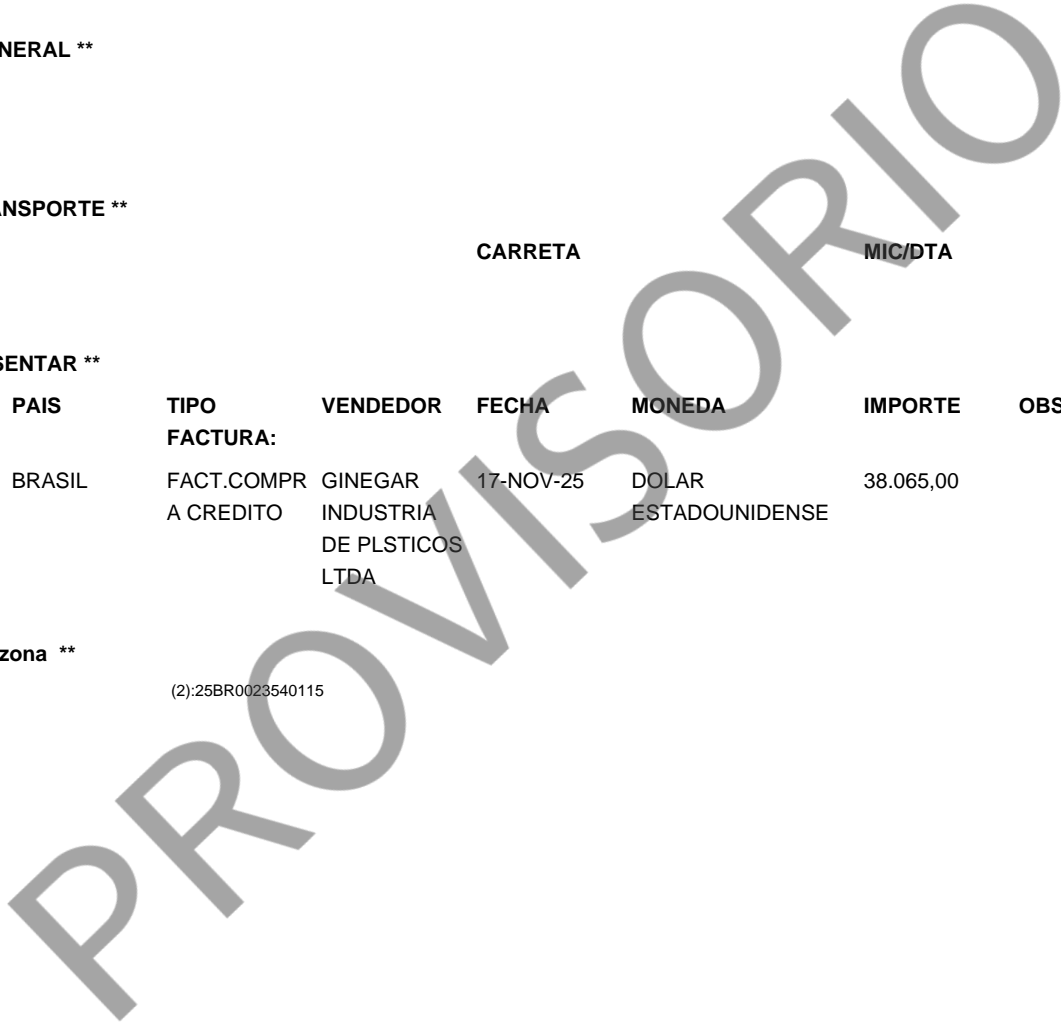 NERAL **
ANSPORTE **
CARRETA MIC/DTA
SENTAR **
PAIS TIPO VENDEDOR FECHA MONEDA IMPORTE OBS
FACTURA:
BRASIL FACT.COMPR GINEGAR 17-NOV-25 DOLAR 38.065,00
A CREDITO INDUSTRIA ESTADOUNIDENSE
DE PLSTICOS
LTDA
zona **
(2):25BR0023540115
PROVISORIO